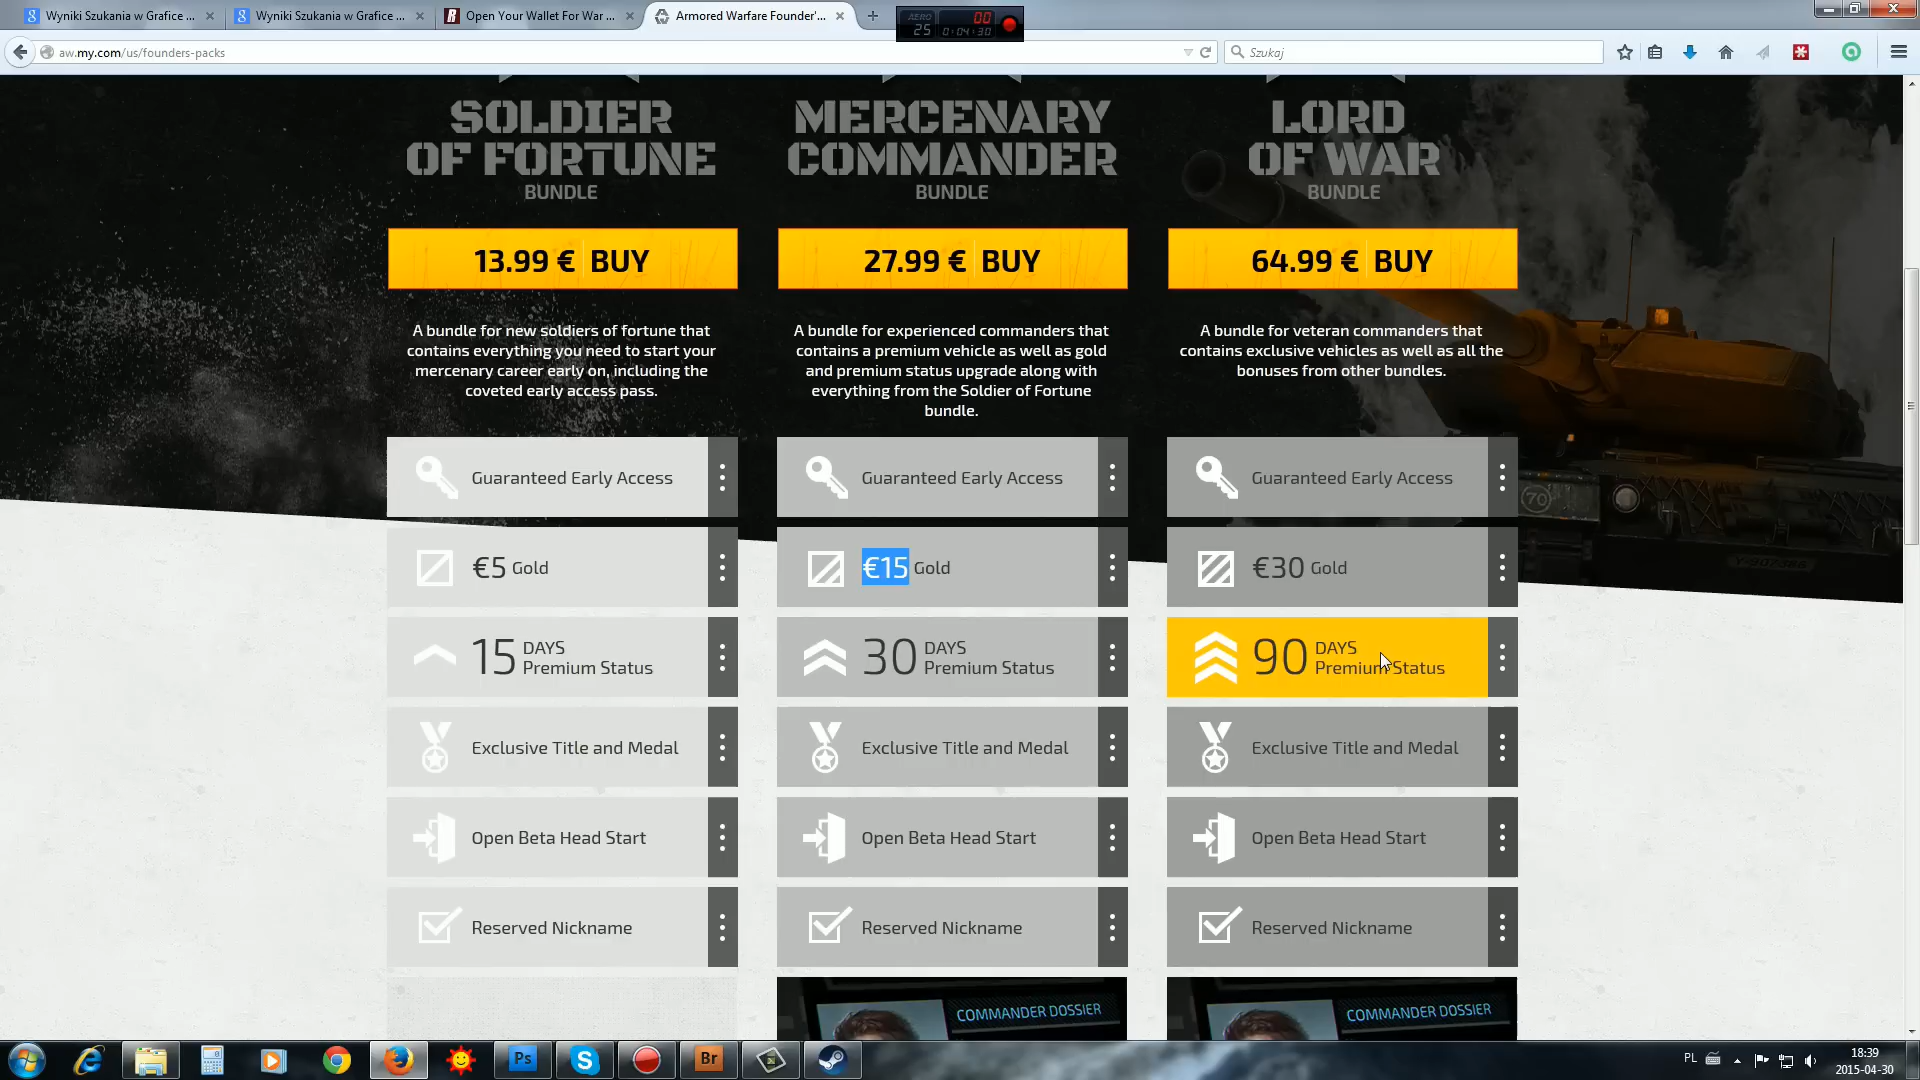 Wyniki Szukania w Grafice ...
Wyniki Szukania w Grafice ...
Open Your Wallet For War ...
Armored Warfare Founder'...
AERO
25
00
0:04:30
aw.my.com/us/founders-packs
Szukaj
SOLDIER
OF FORTUNE
BUNDLE
13.99 € BUY
A bundle for new soldiers of fortune that
contains everything you need to start your
mercenary career early on, including the
coveted early access pass.
Guaranteed Early Access
€5 Gold
15 DAYS
Premium Status
Exclusive Title and Medal
Open Beta Head Start
Reserved Nickname
MERCENARY
COMMANDER
BUNDLE
27.99 € BUY
A bundle for experienced commanders that
contains a premium vehicle as well as gold
and premium status upgrade along with
everything from the Soldier of Fortune
bundle.
Guaranteed Early Access
€15 Gold
30 DAYS
Premium Status
Exclusive Title and Medal
Open Beta Head Start
Reserved Nickname
COMMANDER DOSSIER
LORD
OF WAR
BUNDLE
64.99 € BUY
A bundle for veteran commanders that
contains exclusive vehicles as well as all the
bonuses from other bundles.
Guaranteed Early Access
€30 Gold
90 DAYS
Premium Status
Exclusive Title and Medal
Open Beta Head Start
Reserved Nickname
COMMANDER DOSSIER
70
Ps
Br
PL
18:39
2015-04-30